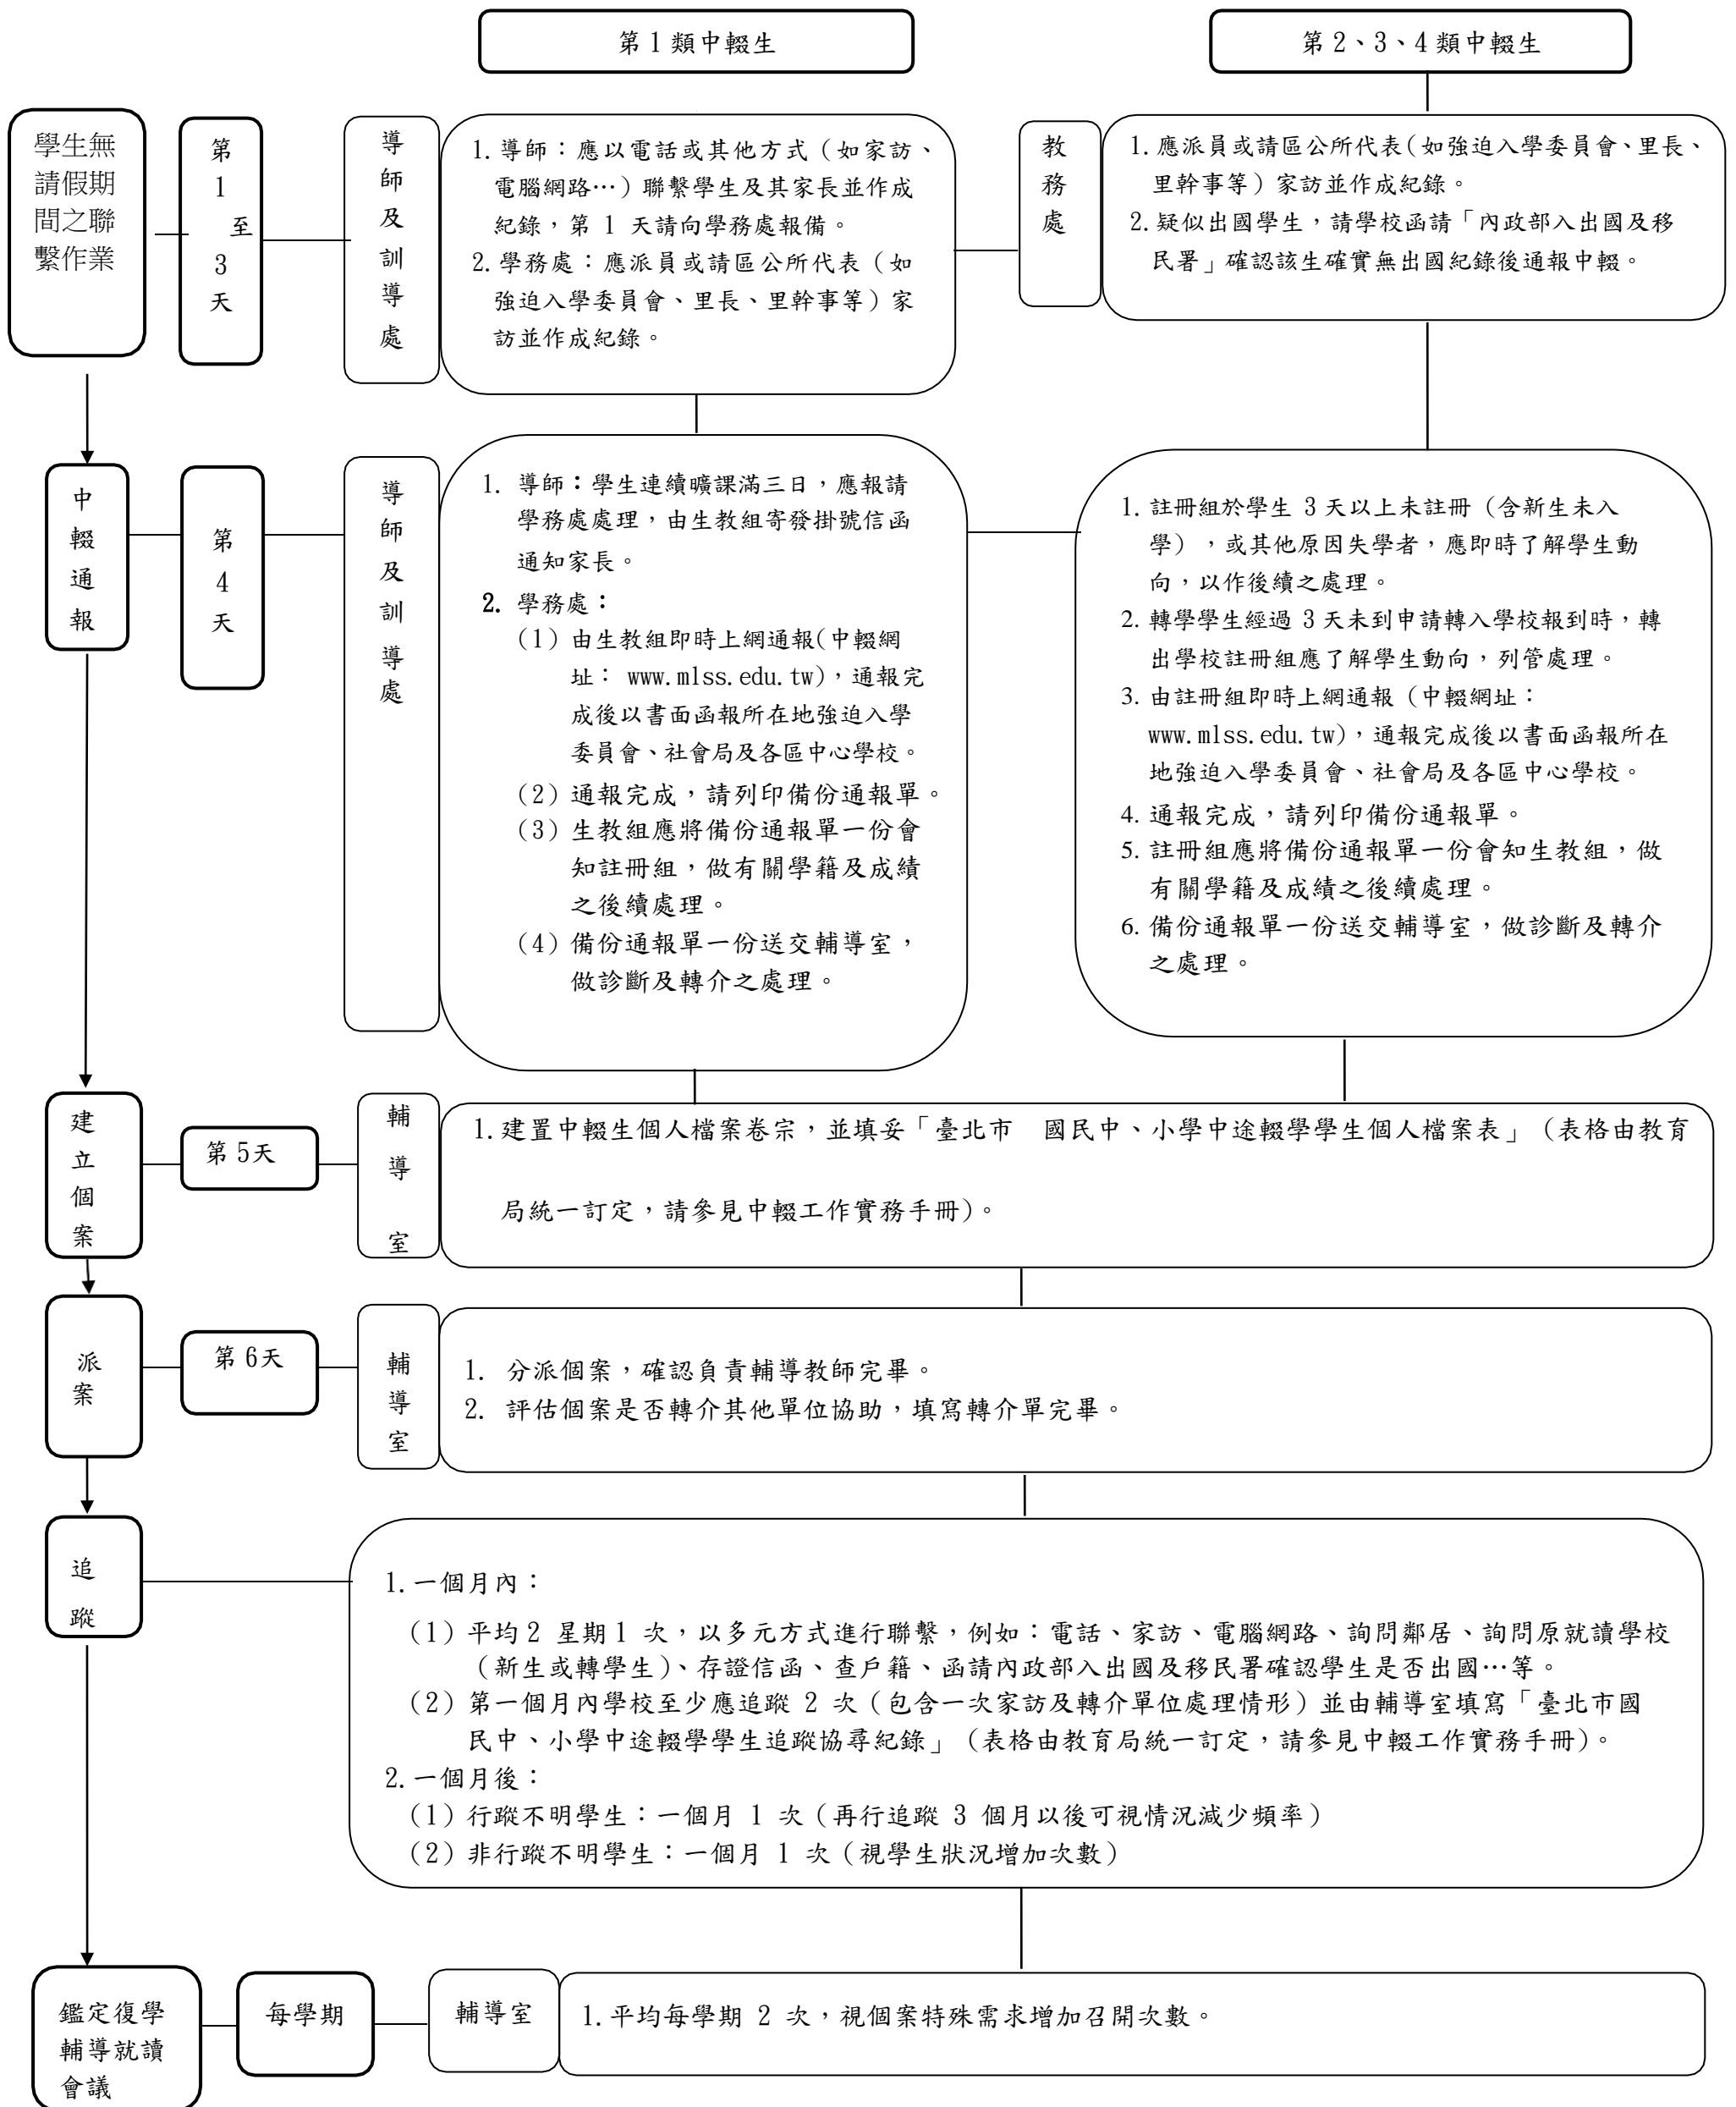 第 1 類中輟生
第 2、3、4 類中輟生
學生無
請假期
間之聯
繫作業
第
1
至
3
天
導
師
及
訓
導
處
1. 導師：應以電話或其他方式（如家訪、
電腦網路…）聯繫學生及其家長並作成
紀錄，第 1 天請向學務處報備。
2. 學務處：應派員或請區公所代表（如
強迫入學委員會、里長、里幹事等）家
訪並作成紀錄。
教
務
處
1. 應派員或請區公所代表(如強迫入學委員會、里長、
里幹事等）家訪並作成紀錄。
2. 疑似出國學生，請學校函請「內政部入出國及移
民署」確認該生確實無出國紀錄後通報中輟。
中
輟
通
報
第
4
天
導
師
及
訓
導
處
1. 導師：學生連續曠課滿三日，應報請
學務處處理，由生教組寄發掛號信函
通知家長。
2. 學務處：
(1) 由生教組即時上網通報(中輟網
址： www.mlss.edu.tw)，通報完
成後以書面函報所在地強迫入學
委員會、社會局及各區中心學校。
(2) 通報完成，請列印備份通報單。
(3) 生教組應將備份通報單一份會
知註冊組，做有關學籍及成績
之後續處理。
(4) 備份通報單一份送交輔導室，
做診斷及轉介之處理。
1. 註冊組於學生 3 天以上未註冊（含新生未入
學），或其他原因失學者，應即時了解學生動
向，以作後續之處理。
2. 轉學學生經過 3 天未到申請轉入學校報到時，轉
出學校註冊組應了解學生動向，列管處理。
3. 由註冊組即時上網通報（中輟網址：
www.mlss.edu.tw)，通報完成後以書面函報所在
地強迫入學委員會、社會局及各區中心學校。
4. 通報完成，請列印備份通報單。
5. 註冊組應將備份通報單一份會知生教組，做
有關學籍及成績之後續處理。
6. 備份通報單一份送交輔導室，做診斷及轉介
之處理。
建
立
個
案
第 5天
輔
導
室
1. 建置中輟生個人檔案卷宗，並填妥「臺北市　國民中、小學中途輟學學生個人檔案表」（表格由教育
局統一訂定，請參見中輟工作實務手冊)。
派
案
第 6天
輔
導
室
1. 分派個案，確認負責輔導教師完畢。
2. 評估個案是否轉介其他單位協助，填寫轉介單完畢。
追
蹤
1. 一個月內：
(1) 平均 2 星期 1 次，以多元方式進行聯繫，例如：電話、家訪、電腦網路、詢問鄰居、詢問原就讀學校
（新生或轉學生)、存證信函、查戶籍、函請內政部入出國及移民署確認學生是否出國…等。
(2) 第一個月內學校至少應追蹤 2 次（包含一次家訪及轉介單位處理情形）並由輔導室填寫「臺北市國
民中、小學中途輟學學生追蹤協尋紀錄」（表格由教育局統一訂定，請參見中輟工作實務手冊)。
2. 一個月後：
(1) 行蹤不明學生：一個月 1 次（再行追蹤 3 個月以後可視情況減少頻率）
(2) 非行蹤不明學生：一個月 1 次（視學生狀況增加次數）
鑑定復學
輔導就讀
會議
每學期
輔導室
1. 平均每學期 2 次，視個案特殊需求增加召開次數。